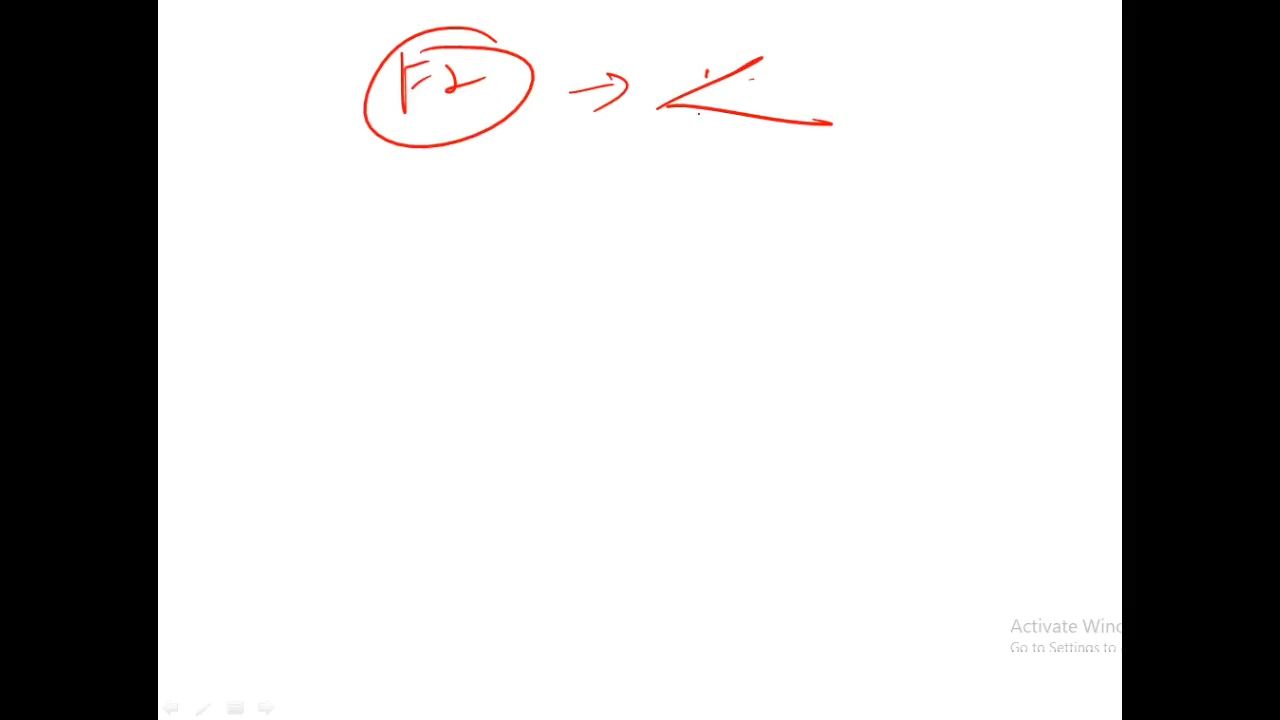 F2 →
Activate Wind
Go to Settings to